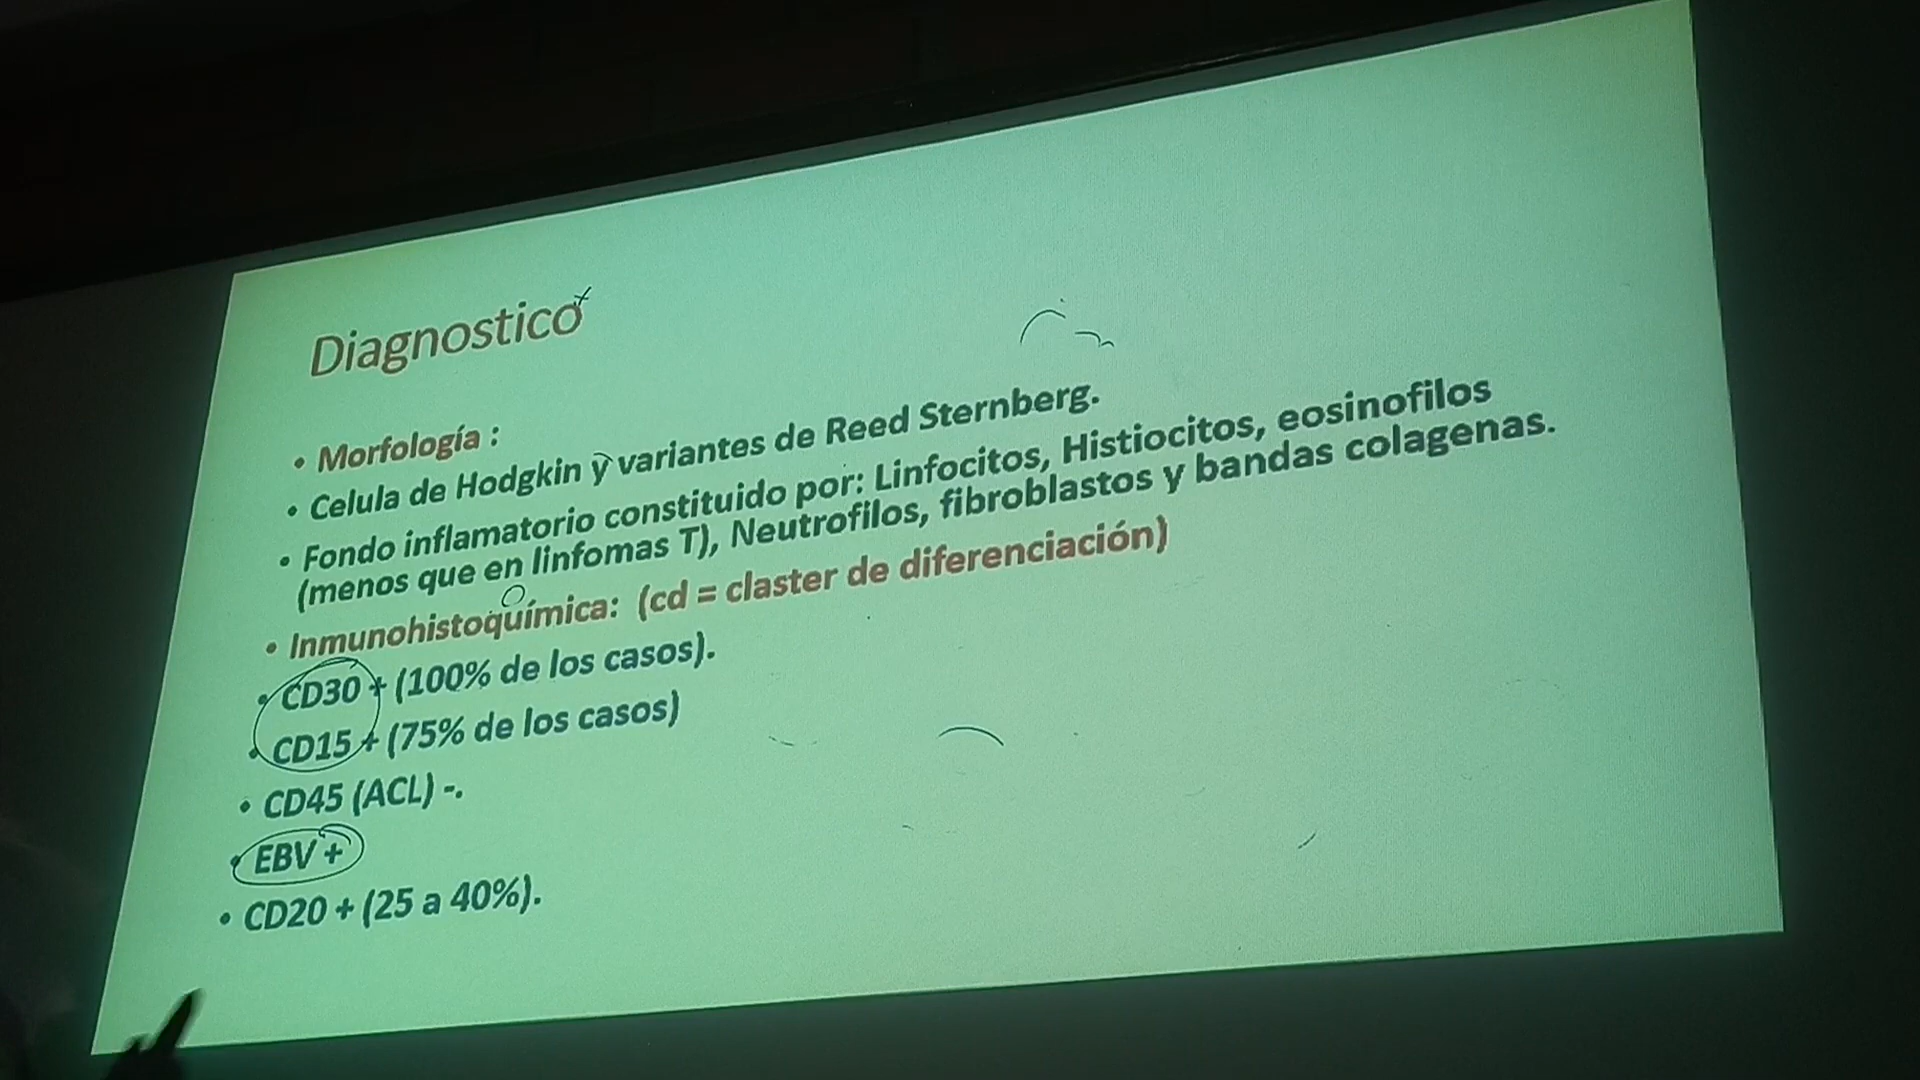 Diagnostico
• Morfología :
• Celula de Hodgkin y variantes de Reed Sternberg.
• Fondo inflamatorio constituido por: Linfocitos, Histiocitos, eosinofilos
(menos que en linfomas T), Neutrofilos, fibroblastos y bandas colagenas.
• Inmunohistoquímica: (cd = claster de diferenciación)
• CD30 + (100% de los casos).
• CD15 + (75% de los casos)
• CD45 (ACL) -.
• EBV +
• CD20 + (25 a 40%).